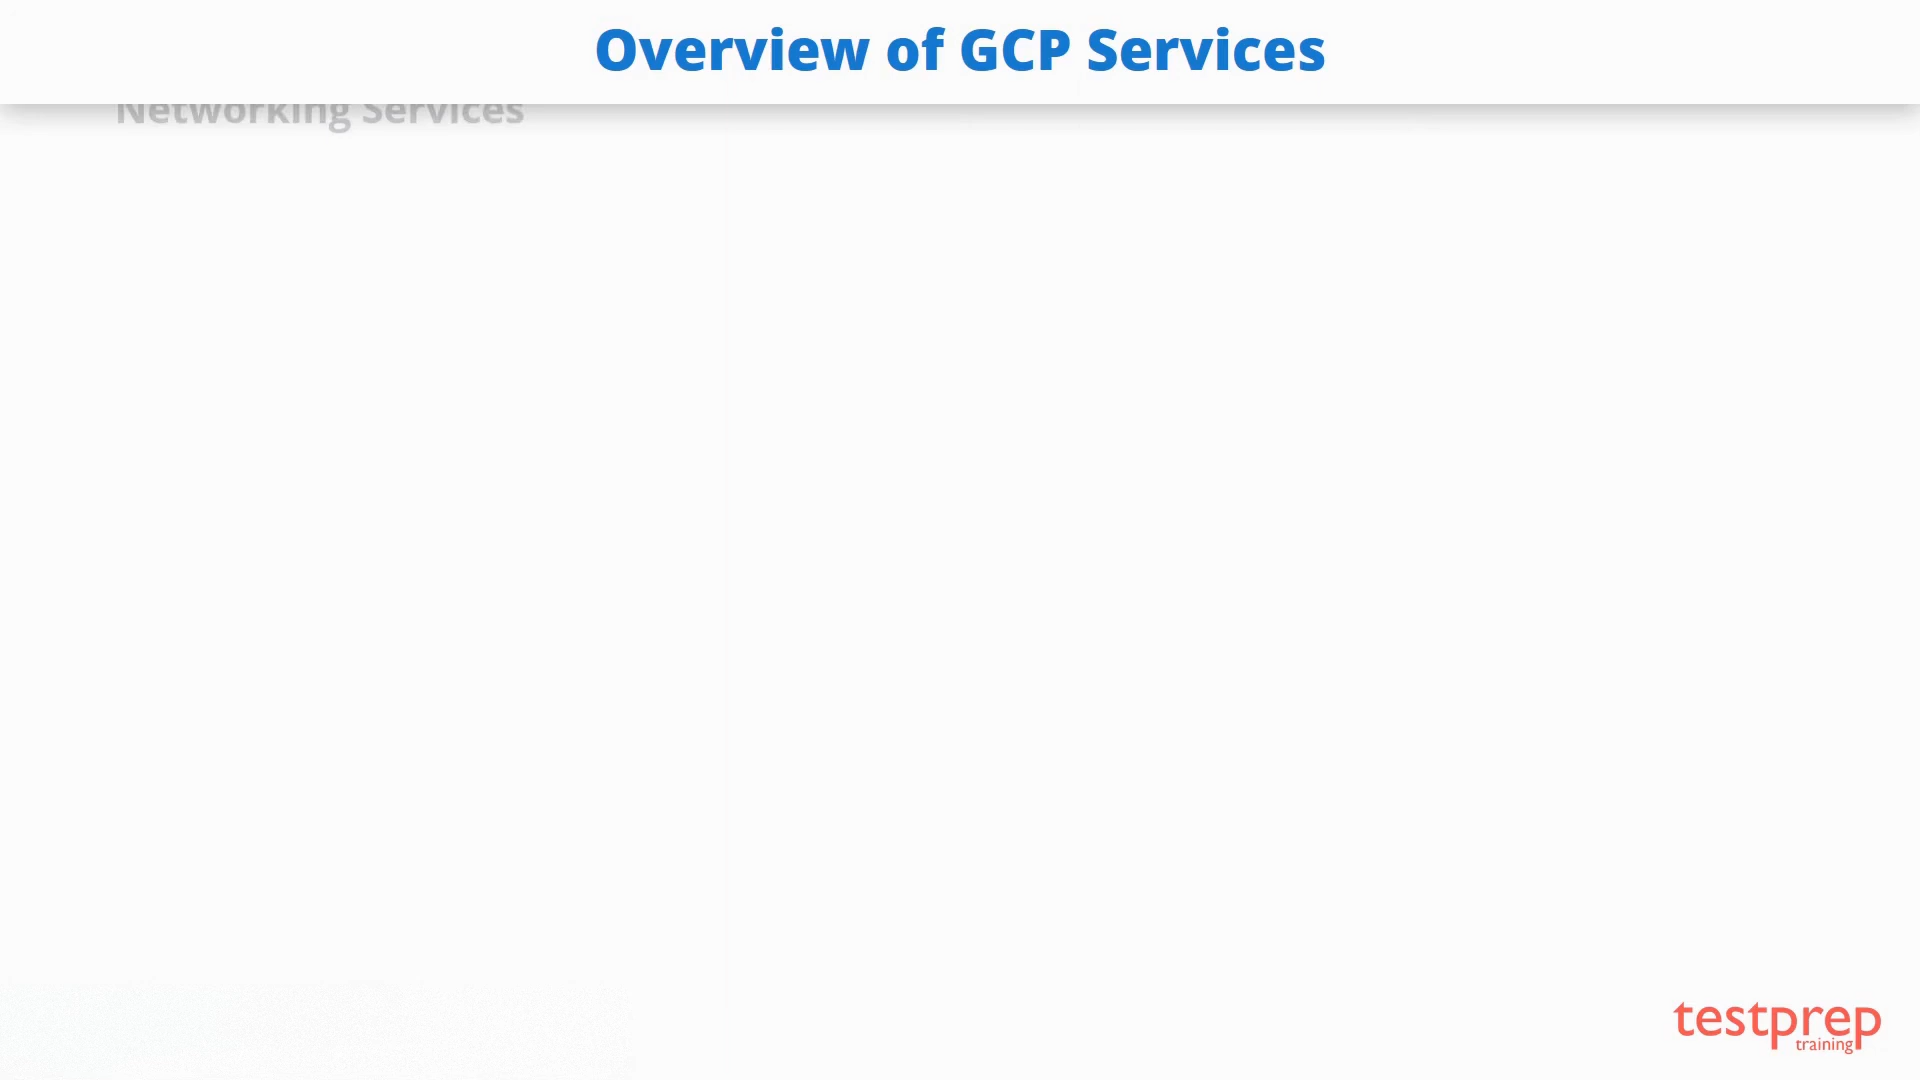 Overview of GCP Services
Networking Services
testprep
training